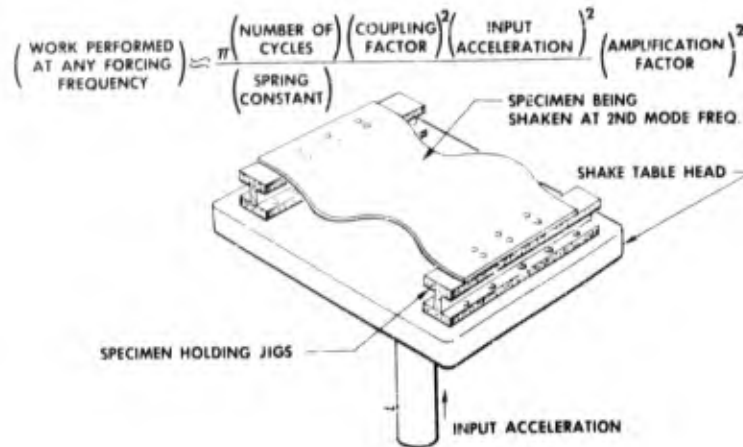 (WORK PERFORMED AT ANY FORCING FREQUENCY) ≈ π(NUMBER OF CYCLES)(COUPLING FACTOR)²(INPUT ACCELERATION)² / (SPRING CONSTANT) (AMPLIFICATION FACTOR)²
SPECIMEN BEING
SHAKEN AT 2ND MODE FREQ.
SHAKE TABLE HEAD
SPECIMEN HOLDING JIGS
INPUT ACCELERATION